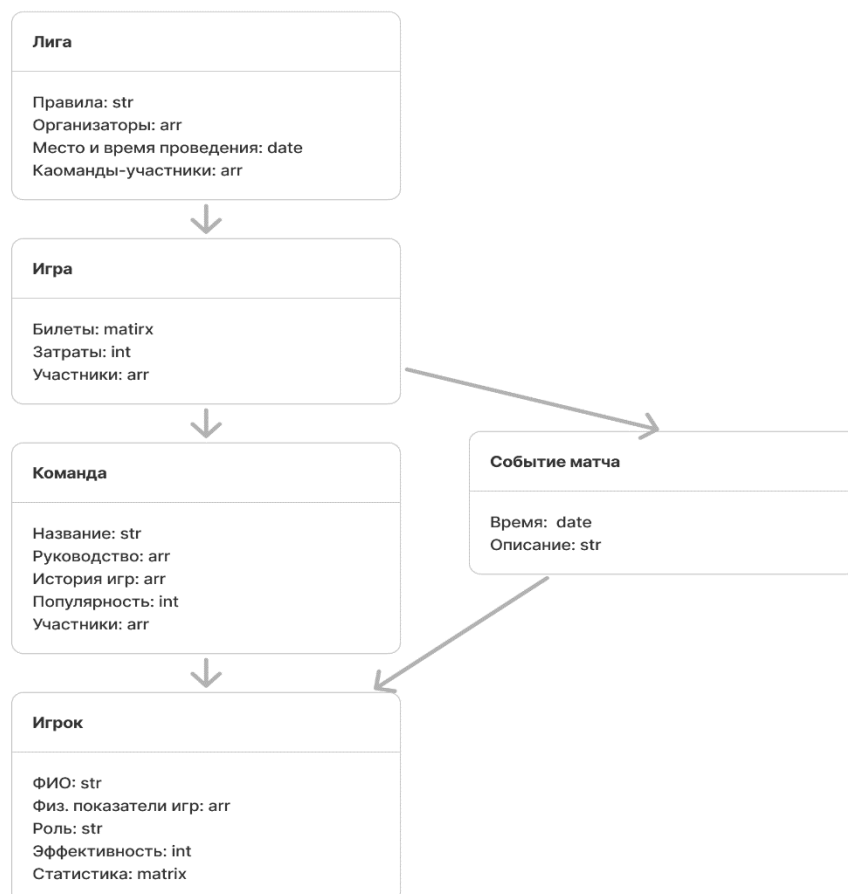 Лига
Правила: str
Организаторы: arr
Место и время проведения: date
Каоманды-участники: arr
Игра
Билеты: matirx
Затраты: int
Участники: arr
Команда
Название: str
Руководство: arr
История игр: arr
Популярность: int
Участники: arr
Событие матча
Время:  date
Описание: str
Игрок
ФИО: str
Физ. показатели игр: arr
Роль: str
Эффективность: int
Статистика: matrix